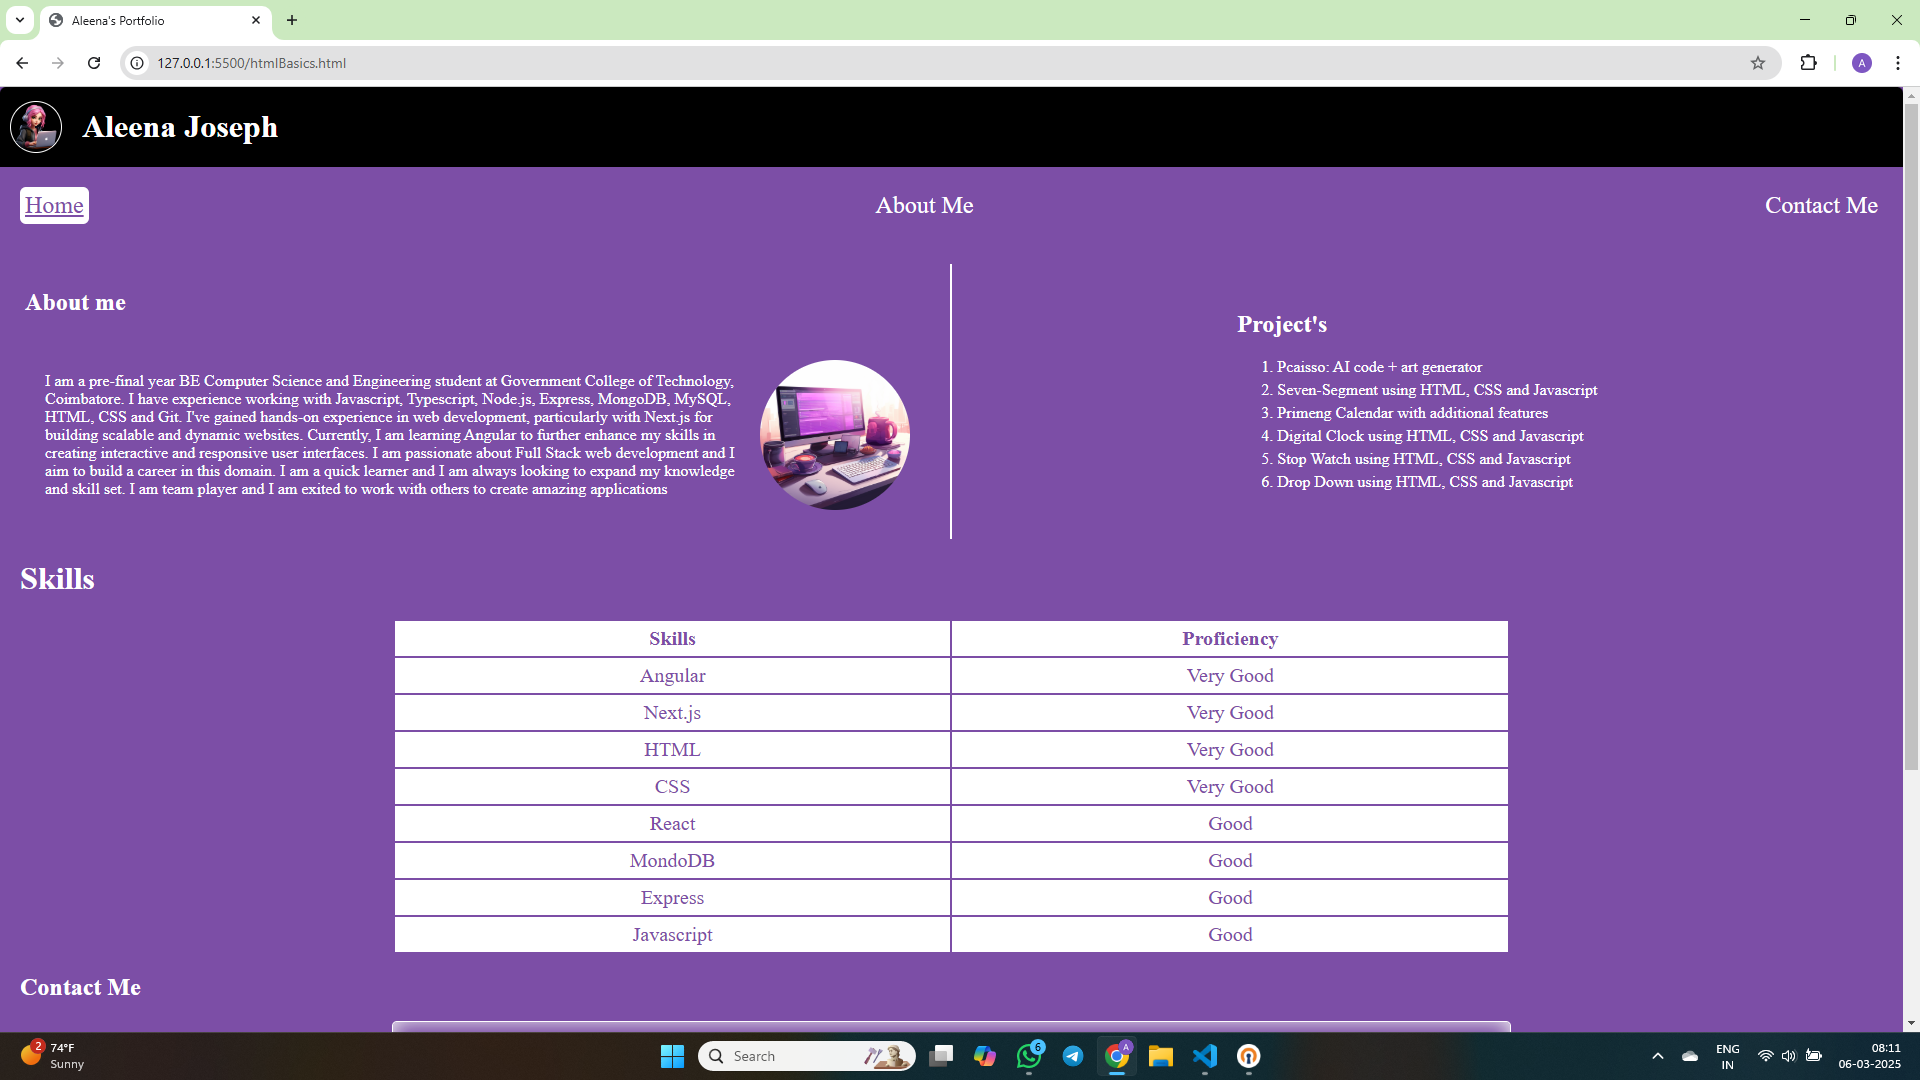 Aleena's Portfolio
127.0.0.1:5500/htmlBasics.html
A
Aleena Joseph
Home
About Me
Contact Me
About me
I am a pre-final year BE Computer Science and Engineering student at Government College of Technology,
Coimbatore. I have experience working with Javascript, Typescript, Node.js, Express, MongoDB, MySQL,
HTML, CSS and Git. I've gained hands-on experience in web development, particularly with Next.js for
building scalable and dynamic websites. Currently, I am learning Angular to further enhance my skills in
creating interactive and responsive user interfaces. I am passionate about Full Stack web development and I
aim to build a career in this domain. I am a quick learner and I am always looking to expand my knowledge
and skill set. I am team player and I am exited to work with others to create amazing applications
Project's
1. Pcaisso: AI code + art generator
2. Seven-Segment using HTML, CSS and Javascript
3. Primeng Calendar with additional features
4. Digital Clock using HTML, CSS and Javascript
5. Stop Watch using HTML, CSS and Javascript
6. Drop Down using HTML, CSS and Javascript
Skills
Skills Proficiency
Angular Very Good
Next.js Very Good
HTML Very Good
CSS Very Good
React Good
MondoDB Good
Express Good
Javascript Good
Contact Me
2
74°F
Sunny
Search
6
A
ENG
IN
08:11
06-03-2025